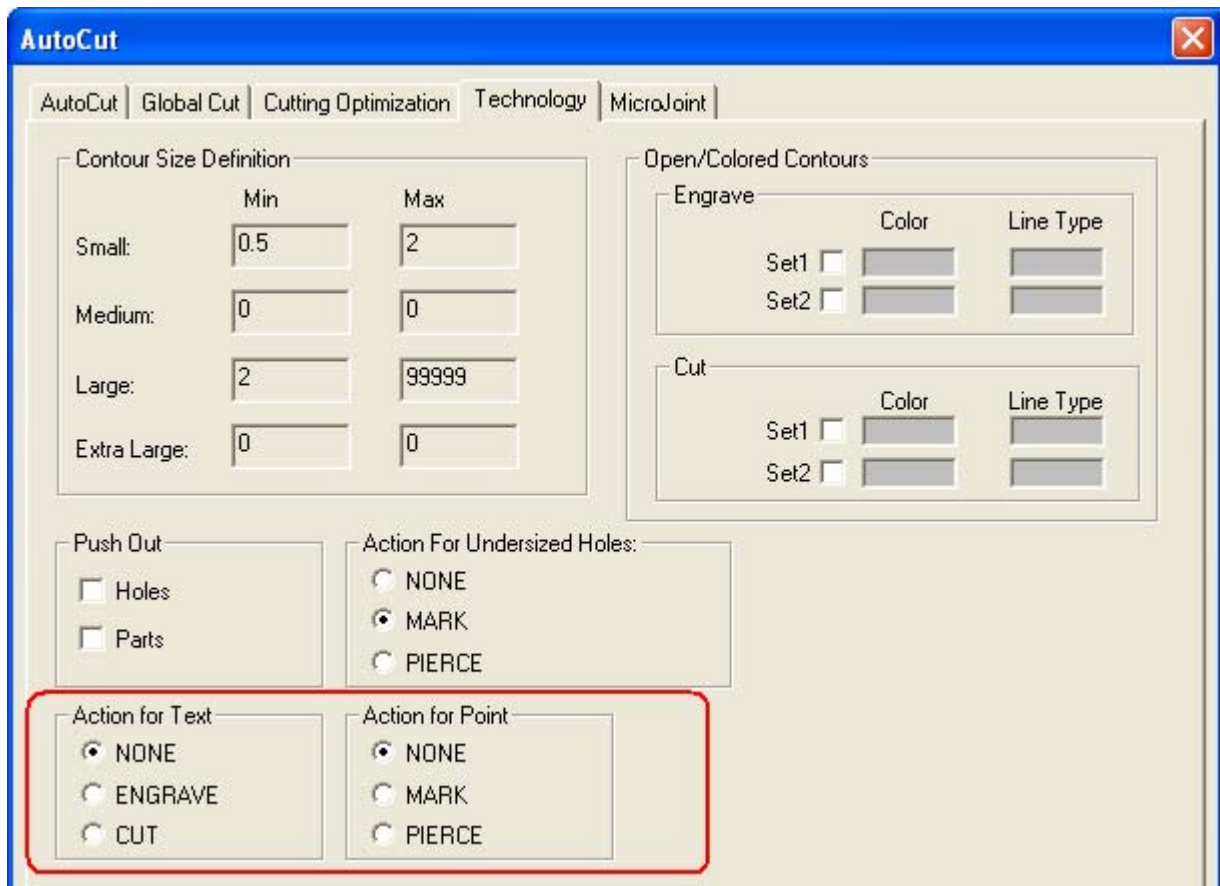 AutoCut
AutoCut Global Cut Cutting Optimization Technology MicroJoint
Contour Size Definition
Min Max
Small: 0.5 2
Medium: 0 0
Large: 2 99999
Extra Large: 0 0
Open/Colored Contours
Engrave
Color Line Type
Set1
Set2
Cut
Color Line Type
Set1
Set2
Push Out
Holes
Parts
Action For Undersized Holes:
NONE
MARK
PIERCE
Action for Text
NONE
ENGRAVE
CUT
Action for Point
NONE
MARK
PIERCE